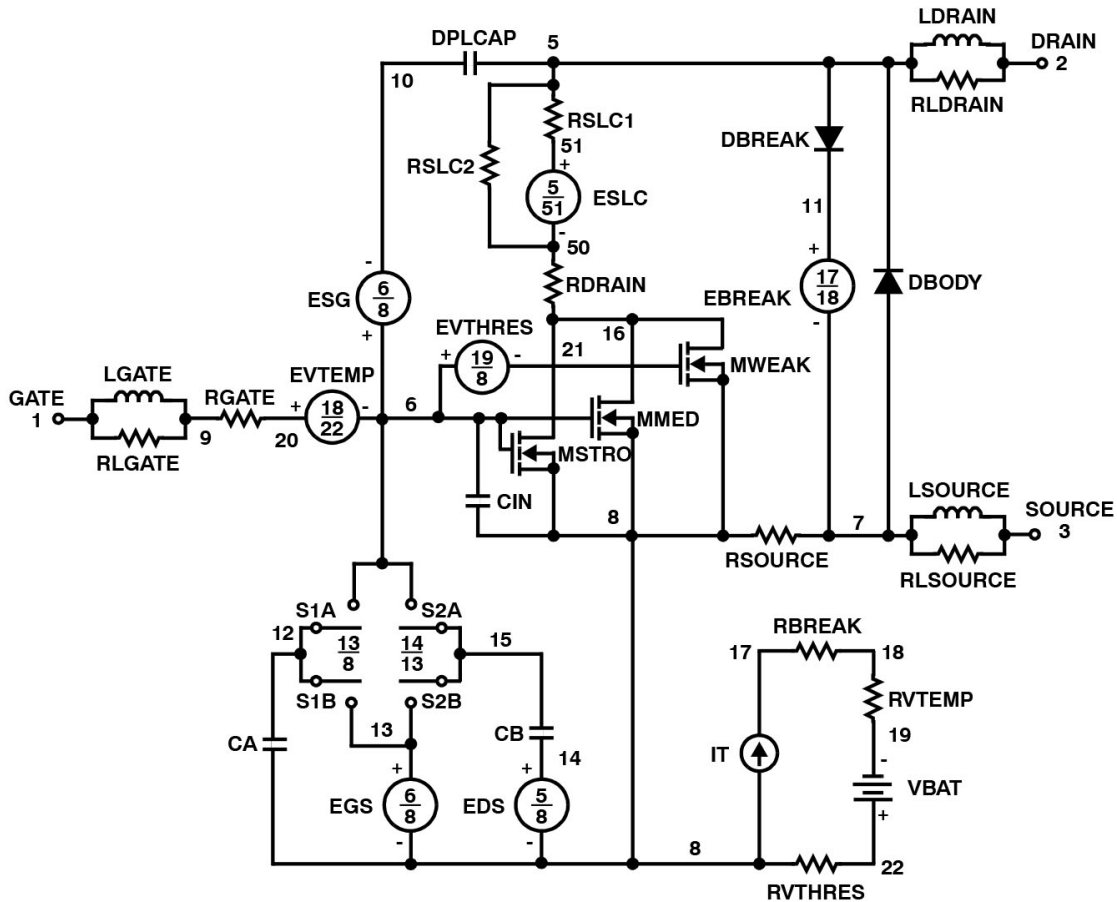 LDRAIN
DPLCAP
5
DRAIN
2
10
RLDRAIN
RSLC1
51
DBREAK
RSLC2
+
5
51
ESLC
-
50
11
-
+
RDRAIN
6
8
ESG
EBREAK
17
18
DBODY
EVTHRES
16
+
-
+
19
8
-
21
MWEAK
LGATE
EVTEMP
GATE
1
RGATE
+
18
22
-
6
MMED
9
20
MSTRO
RLGATE
LSOURCE
CIN
8
7
SOURCE
3
RSOURCE
RLSOURCE
S1A
S2A
12
13
8
14
13
15
RBREAK
17
18
S1B
S2B
RVTEMP
13
CB
19
CA
14
IT
-
+
+
VBAT
EGS
6
8
EDS
5
8
+
-
-
8
22
RVTHRES